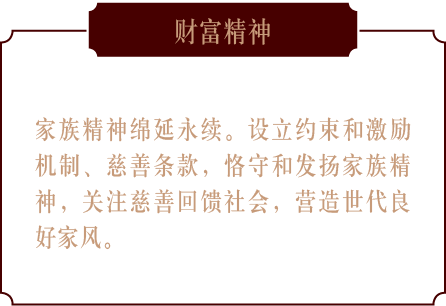 财富精神
家族精神绵延永续。设立约束和激励
机制、慈善条款，恪守和发扬家族精
神，关注慈善回馈社会，营造世代良
好家风。